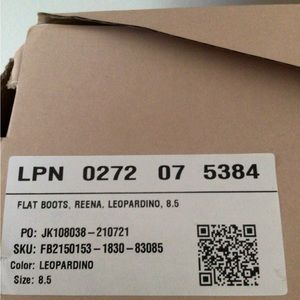 LPN 0272 07 5384
FLAT BOOTS, REENA, LEOPARDINO, 8.5
PO: JK108038-210721
SKU: FB2150153-1830-83085
Color: LEOPARDINO
Size: 8.5